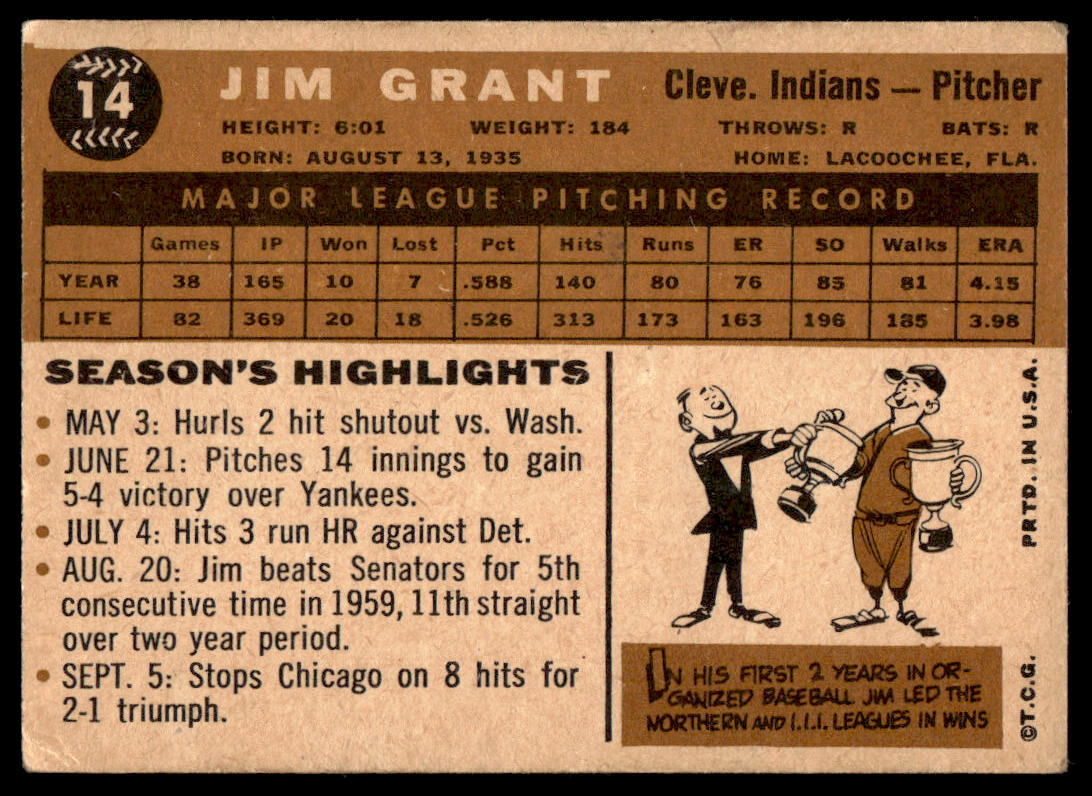 14
JIM GRANT
Cleve. Indians — Pitcher
HEIGHT: 6:01 WEIGHT: 184 THROWS: R BATS: R
BORN: AUGUST 13, 1935 HOME: LACOOCHEE, FLA.
MAJOR LEAGUE PITCHING RECORD
Games IP Won Lost Pct Hits Runs ER SO Walks ERA
YEAR 38 165 10 7 .588 140 80 76 85 81 4.15
LIFE 82 369 20 18 .526 313 173 163 196 185 3.98
SEASON'S HIGHLIGHTS
• MAY 3: Hurls 2 hit shutout vs. Wash.
• JUNE 21: Pitches 14 innings to gain
5-4 victory over Yankees.
• JULY 4: Hits 3 run HR against Det.
• AUG. 20: Jim beats Senators for 5th
consecutive time in 1959, 11th straight
over two year period.
• SEPT. 5: Stops Chicago on 8 hits for
2-1 triumph.
IN HIS FIRST 2 YEARS IN OR-
GANIZED BASEBALL JIM LED THE
NORTHERN AND I.I.I. LEAGUES IN WINS
©T.C.G. PRTD. IN U.S.A.